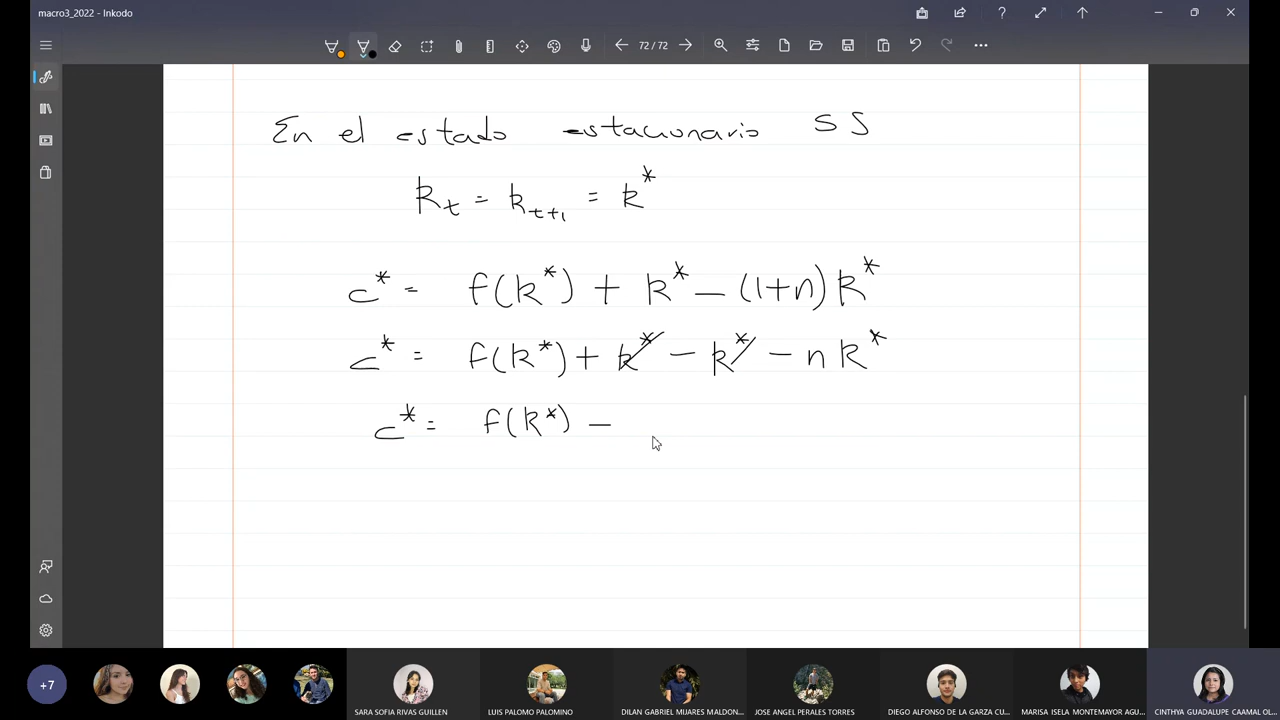 macro3_2022 - Inkodo
72 / 72
En el estado estacionario SS
k_t = k_{t+1} = k^*
c^* = f(k^*) + k^* - (1+n)k^*
c^* = f(k^*) + k^* - k^* - n k^*
c^* = f(k^*) -
+7
SARA SOFIA RIVAS GUILLEN
LUIS PALOMO PALOMINO
DILAN GABRIEL MIJARES MALDON...
JOSE ANGEL PERALES TORRES
DIEGO ALFONSO DE LA GARZA CU...
MARISA ISELA MONTEMAYOR AGU...
CINTHYA GUADALUPE CAAMAL OL...